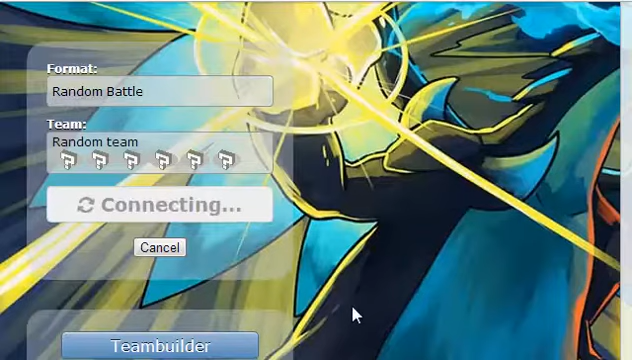 Format:
Random Battle
Team:
Random team
? ? ? ? ? ?
Connecting...
Cancel
Teambuilder